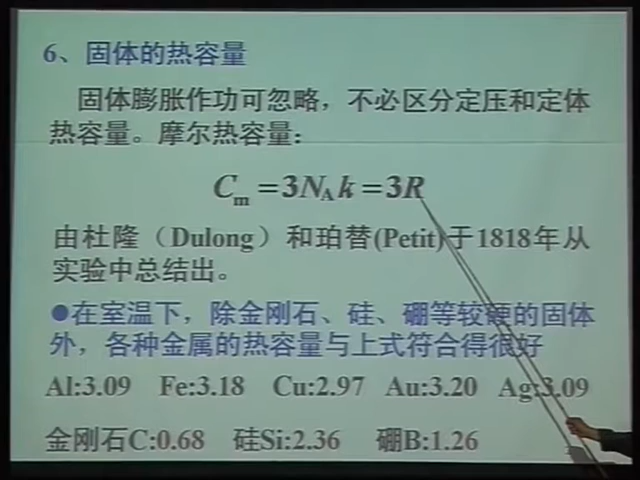 6、固体的热容量
固体膨胀作功可忽略，不必区分定压和定体
热容量。摩尔热容量：
Cm = 3NAk = 3R
由杜隆（Dulong）和珀替(Petit)于1818年从
实验中总结出。
●在室温下，除金刚石、硅、硼等较硬的固体
外，各种金属的热容量与上式符合得很好
Al:3.09 Fe:3.18 Cu:2.97 Au:3.20 Ag:3.09
金刚石C:0.68 硅Si:2.36 硼B:1.26